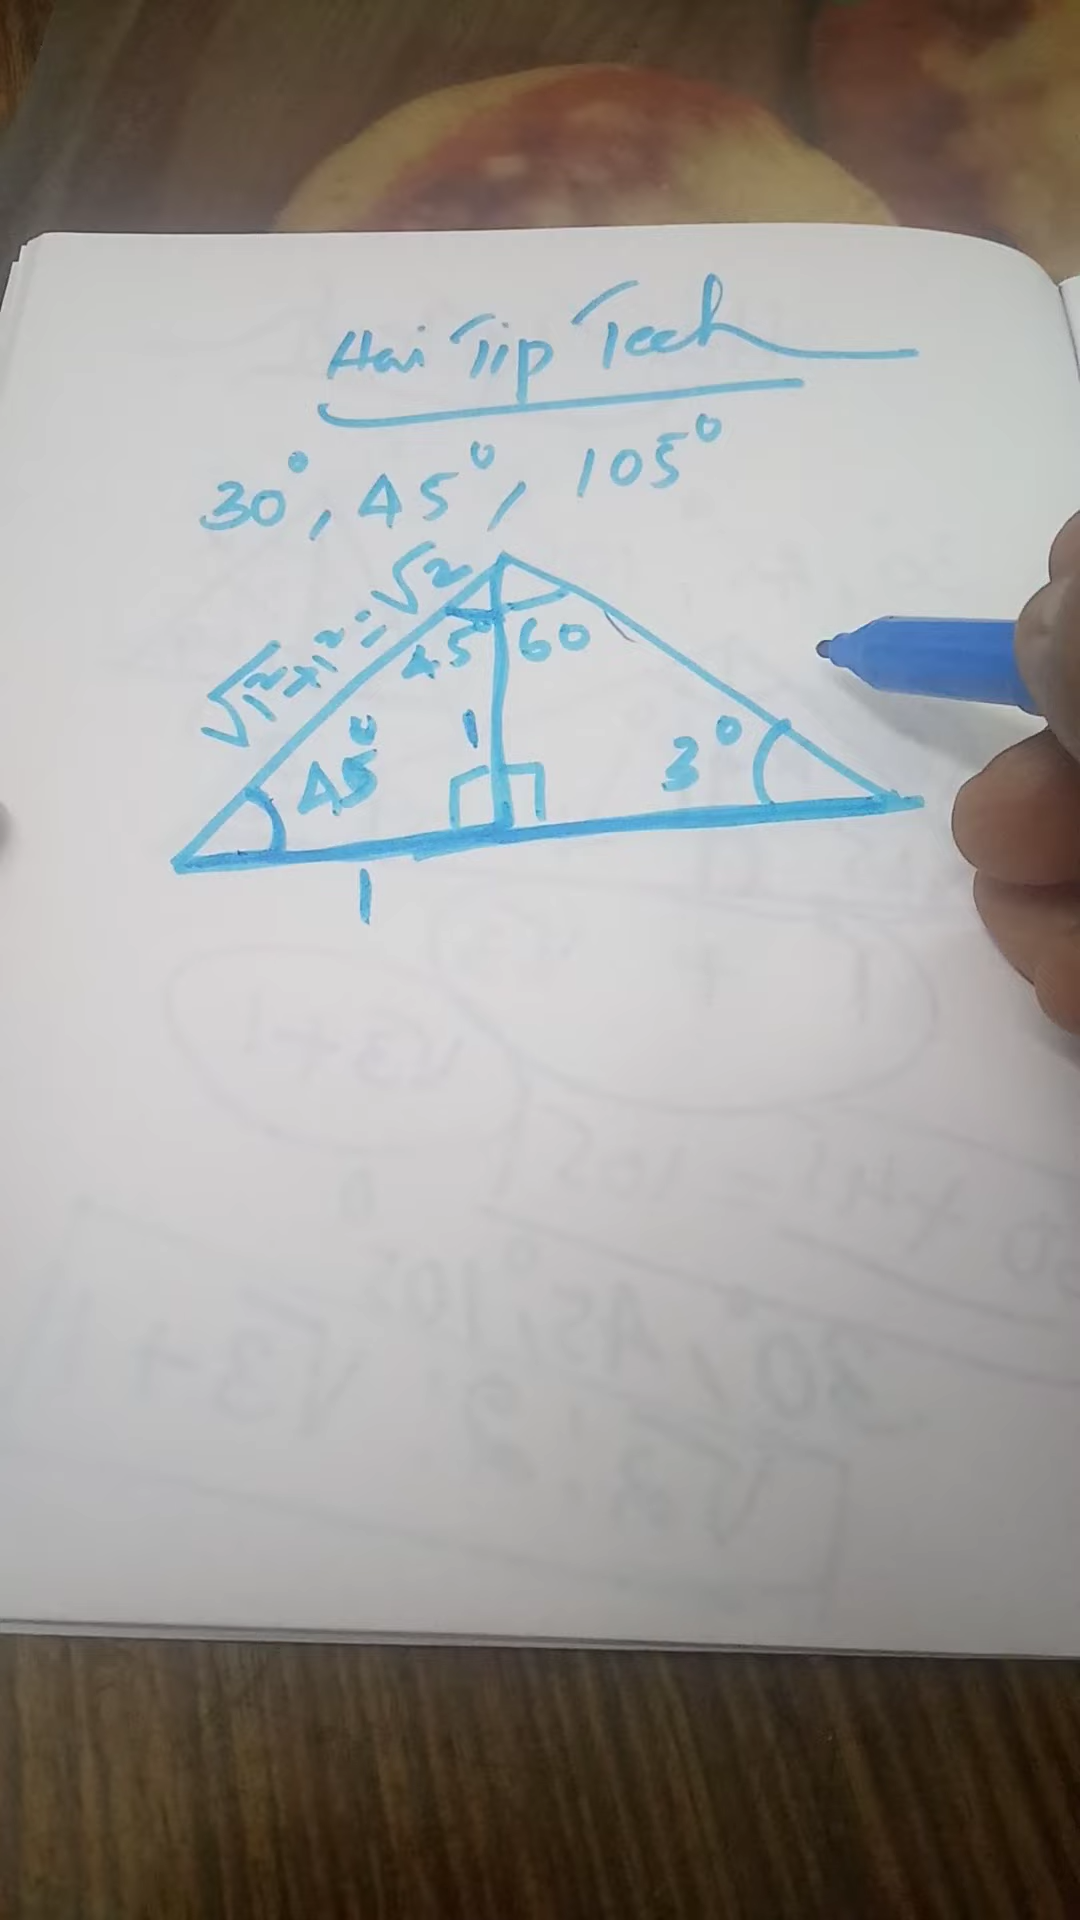 Hai Tip Tech
30°, 45°, 105°
√1²+1² = √2
45° 60
45° 1 3°
1